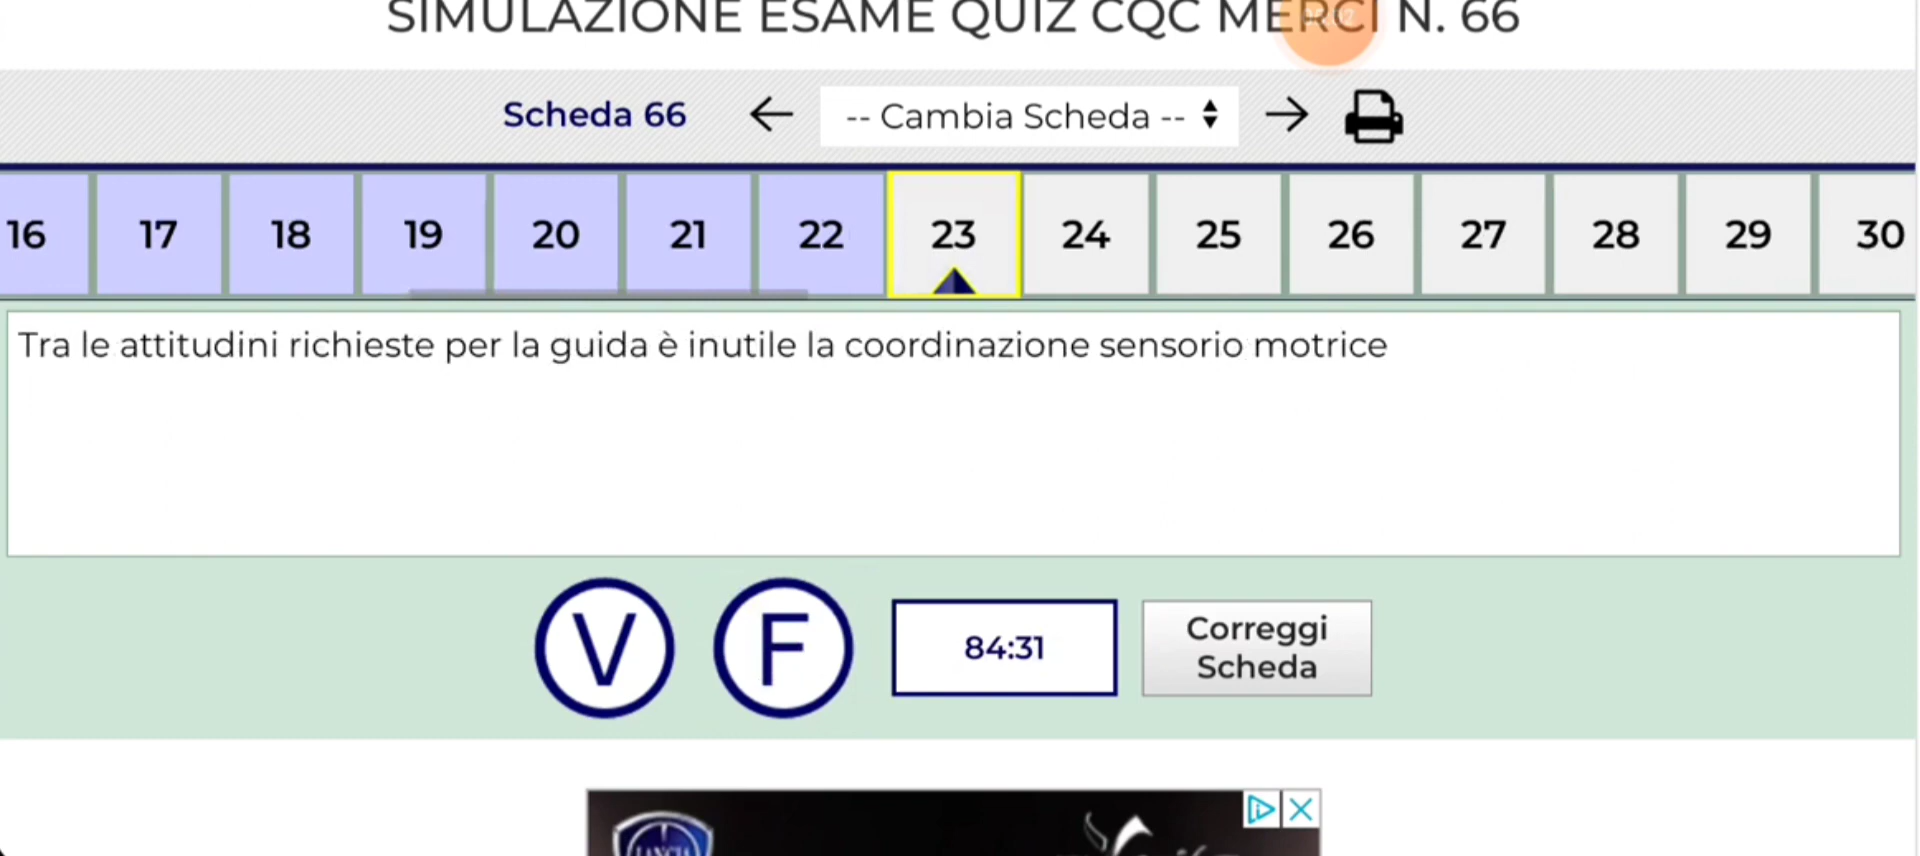 SIMULAZIONE ESAME QUIZ CQC MERCI N. 66
Scheda 66
-- Cambia Scheda --
16 17 18 19 20 21 22 23 24 25 26 27 28 29 30
Tra le attitudini richieste per la guida è inutile la coordinazione sensorio motrice
V F 84:31 Correggi
Scheda
LANCIA